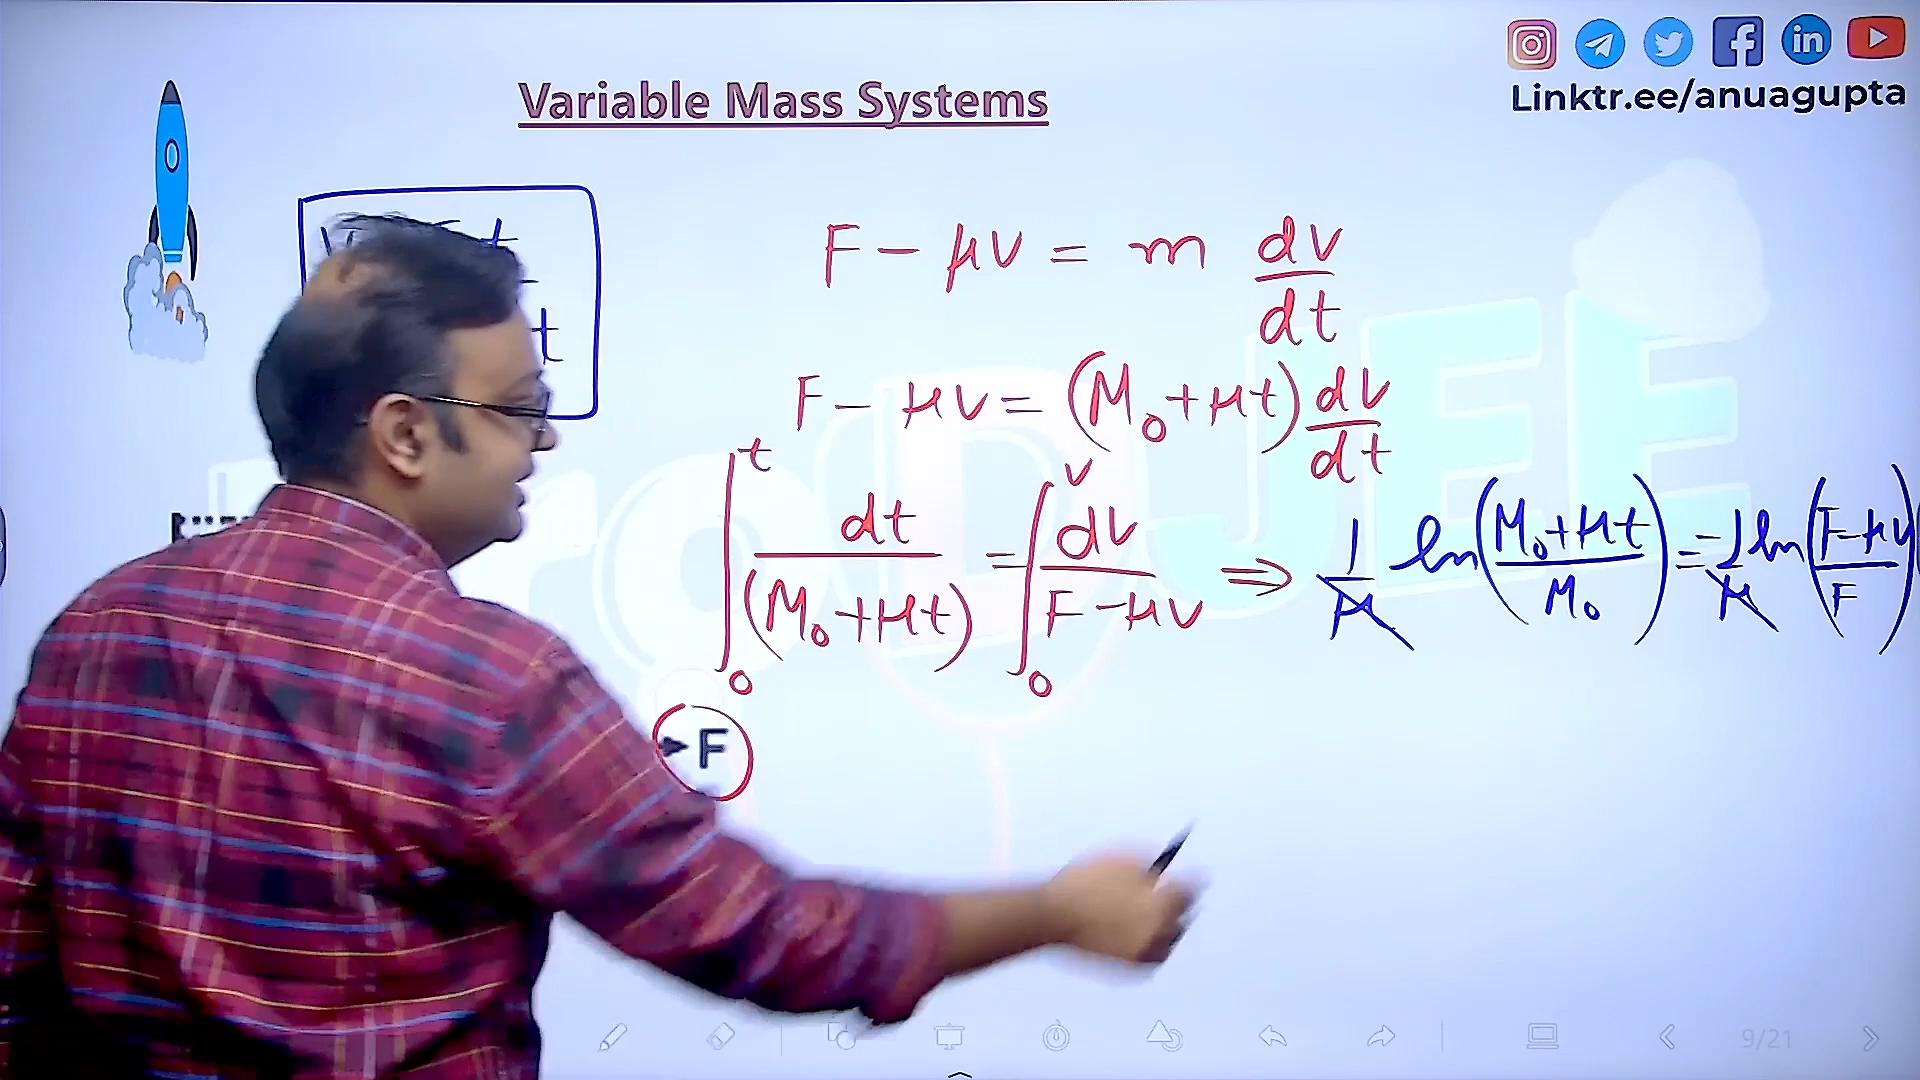 Linktr.ee/anuagupta
Variable Mass Systems
t
t
F - μv = m dv/dt
F - μv = (M₀+μt) dv/dt
∫₀ᵗ dt/(M₀+μt) = ∫₀ᵛ dv/(F-μv) ⇒ 1/μ ln((M₀+μt)/M₀) = -1/μ ln((F-μv)/F)
F
JEE
9/21